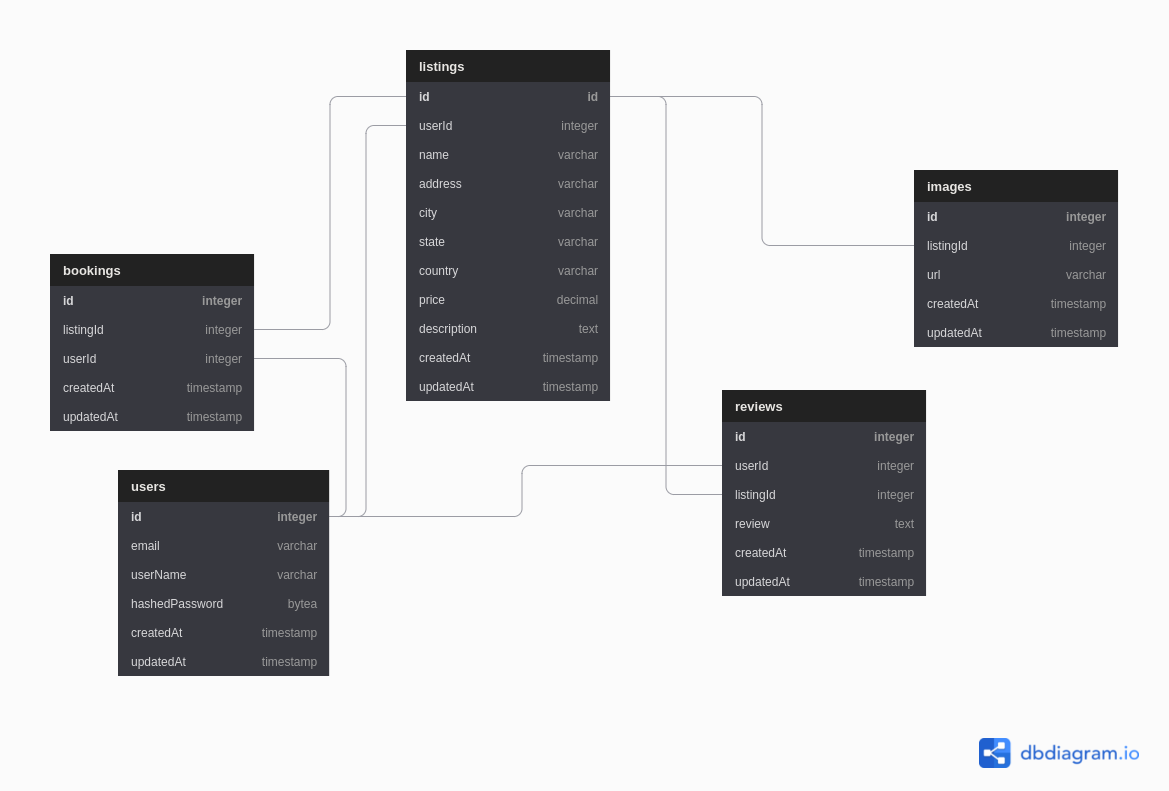 listings
id id
userId integer
name varchar
address varchar
city varchar
state varchar
country varchar
price decimal
description text
createdAt timestamp
updatedAt timestamp
images
id integer
listingId integer
url varchar
createdAt timestamp
updatedAt timestamp
bookings
id integer
listingId integer
userId integer
createdAt timestamp
updatedAt timestamp
reviews
id integer
userId integer
listingId integer
review text
createdAt timestamp
updatedAt timestamp
users
id integer
email varchar
userName varchar
hashedPassword bytea
createdAt timestamp
updatedAt timestamp
dbdiagram.io